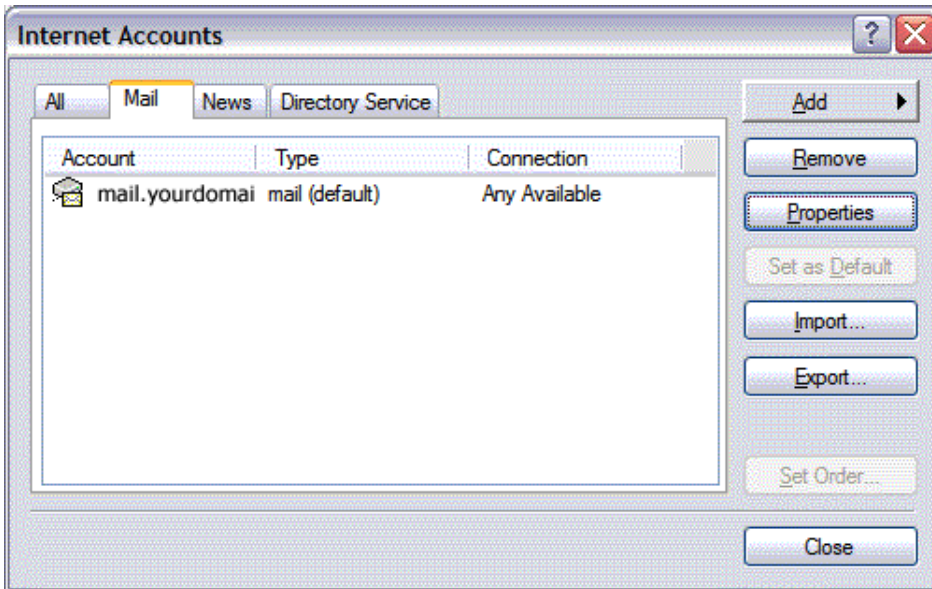 Internet Accounts
?
All Mail News Directory Service
Add
Account Type Connection
Remove
mail.yourdomai mail (default) Any Available
Properties
Set as Default
Import...
Export...
Set Order...
Close